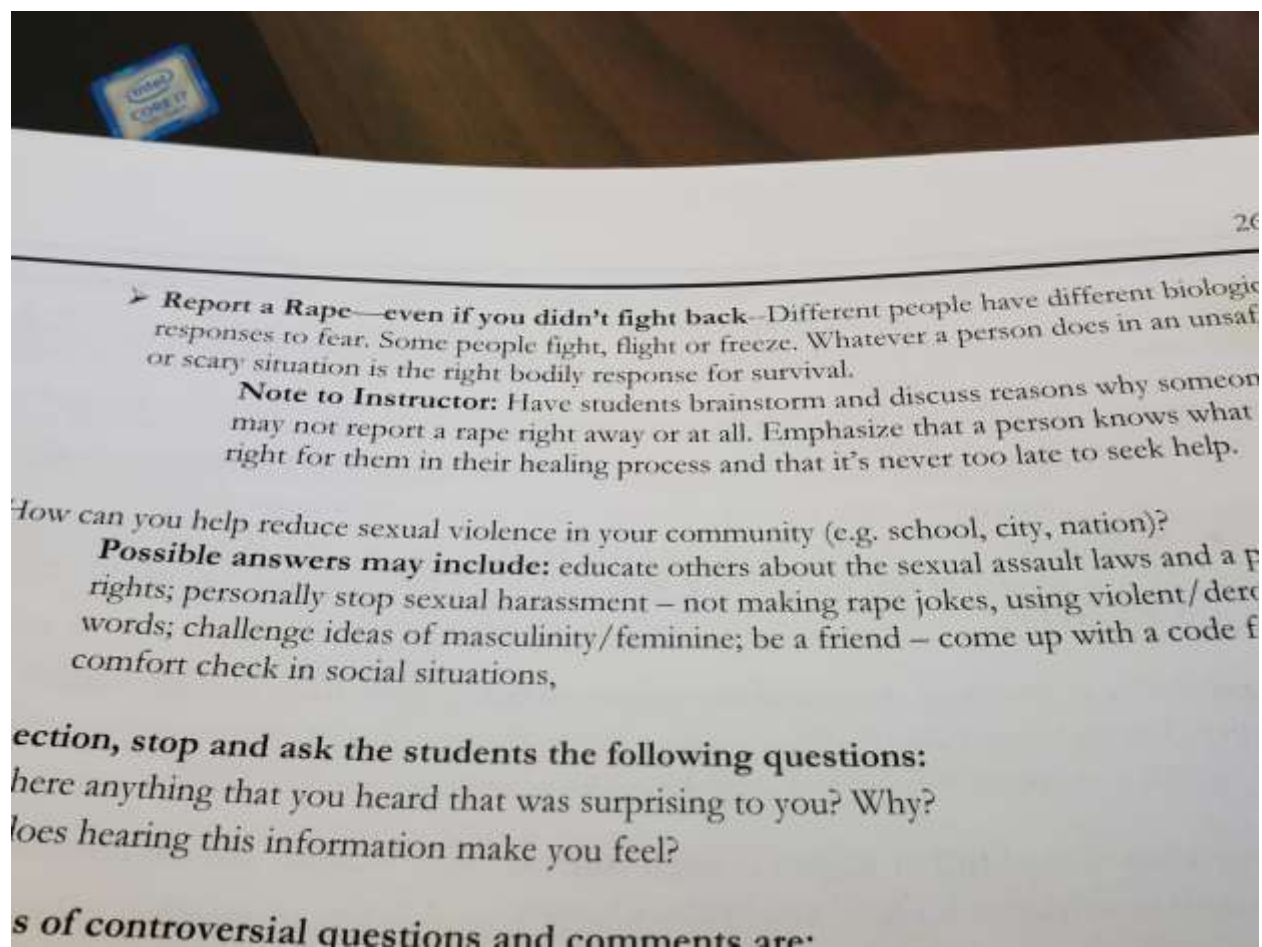 intel
CORE i7
26
➤ Report a Rape—even if you didn't fight back--Different people have different biologic
responses to fear. Some people fight, flight or freeze. Whatever a person does in an unsaf
or scary situation is the right bodily response for survival.
Note to Instructor: Have students brainstorm and discuss reasons why someon
may not report a rape right away or at all. Emphasize that a person knows what
right for them in their healing process and that it's never too late to seek help.
How can you help reduce sexual violence in your community (e.g. school, city, nation)?
Possible answers may include: educate others about the sexual assault laws and a p
rights; personally stop sexual harassment – not making rape jokes, using violent/dero
words; challenge ideas of masculinity/feminine; be a friend – come up with a code f
comfort check in social situations,
ection, stop and ask the students the following questions:
here anything that you heard that was surprising to you? Why?
loes hearing this information make you feel?
s of controversial questions and comments are: